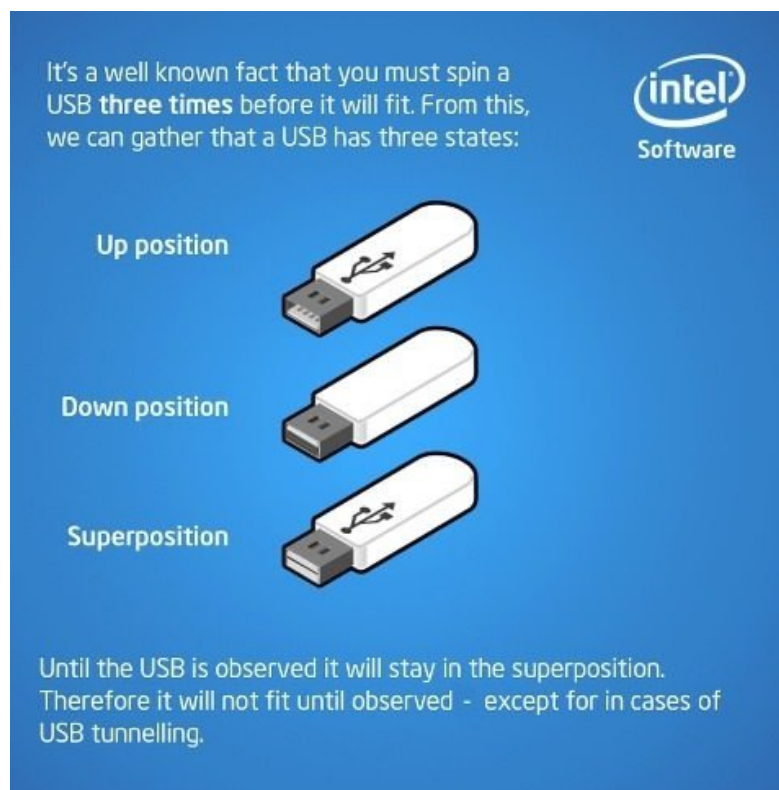 It's a well known fact that you must spin a
USB three times before it will fit. From this,
we can gather that a USB has three states:
intel
Software
Up position
Down position
Superposition
Until the USB is observed it will stay in the superposition.
Therefore it will not fit until observed - except for in cases of
USB tunnelling.